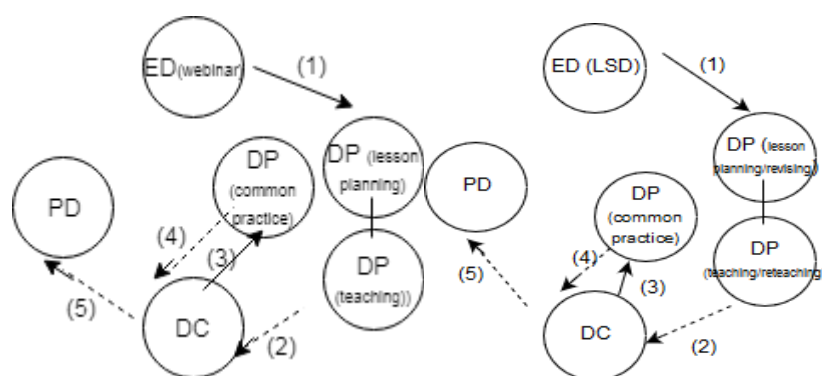 ED(webinar)
(1)
DP
(common
practice)
DP (lesson
planning)
PD
(4)
(3)
DP
(teaching))
(5)
DC
(2)
ED (LSD)
(1)
DP (lesson
planning/revising)
PD
DP
(common
practice)
(4)
DP
(teaching/reteaching
(5)
(3)
DC
(2)